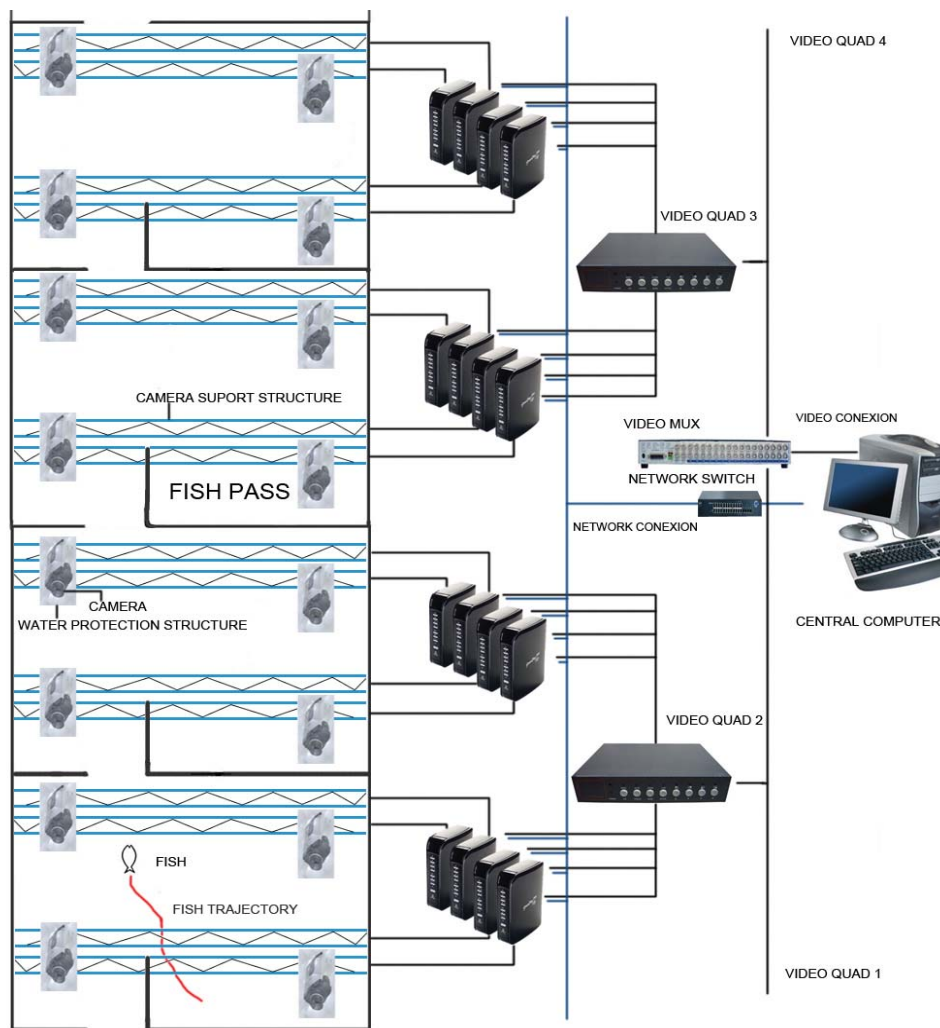 VIDEO QUAD 4
VIDEO QUAD 3
CAMERA SUPORT STRUCTURE
VIDEO CONEXION
VIDEO MUX
FISH PASS
NETWORK SWITCH
NETWORK CONEXION
CAMERA
WATER PROTECTION STRUCTURE
CENTRAL COMPUTER
VIDEO QUAD 2
FISH
FISH TRAJECTORY
VIDEO QUAD 1